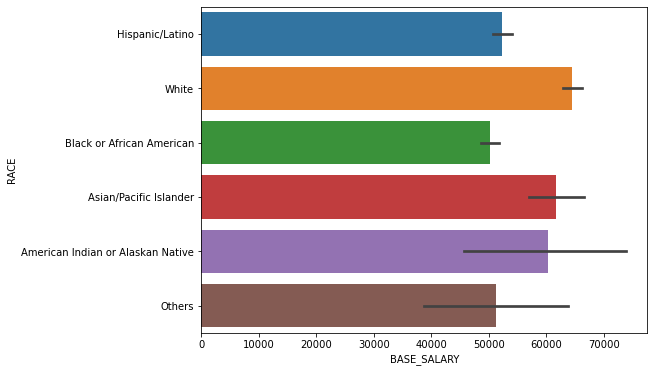 RACE
Hispanic/Latino
White
Black or African American
Asian/Pacific Islander
American Indian or Alaskan Native
Others
0 10000 20000 30000 40000 50000 60000 70000
BASE_SALARY